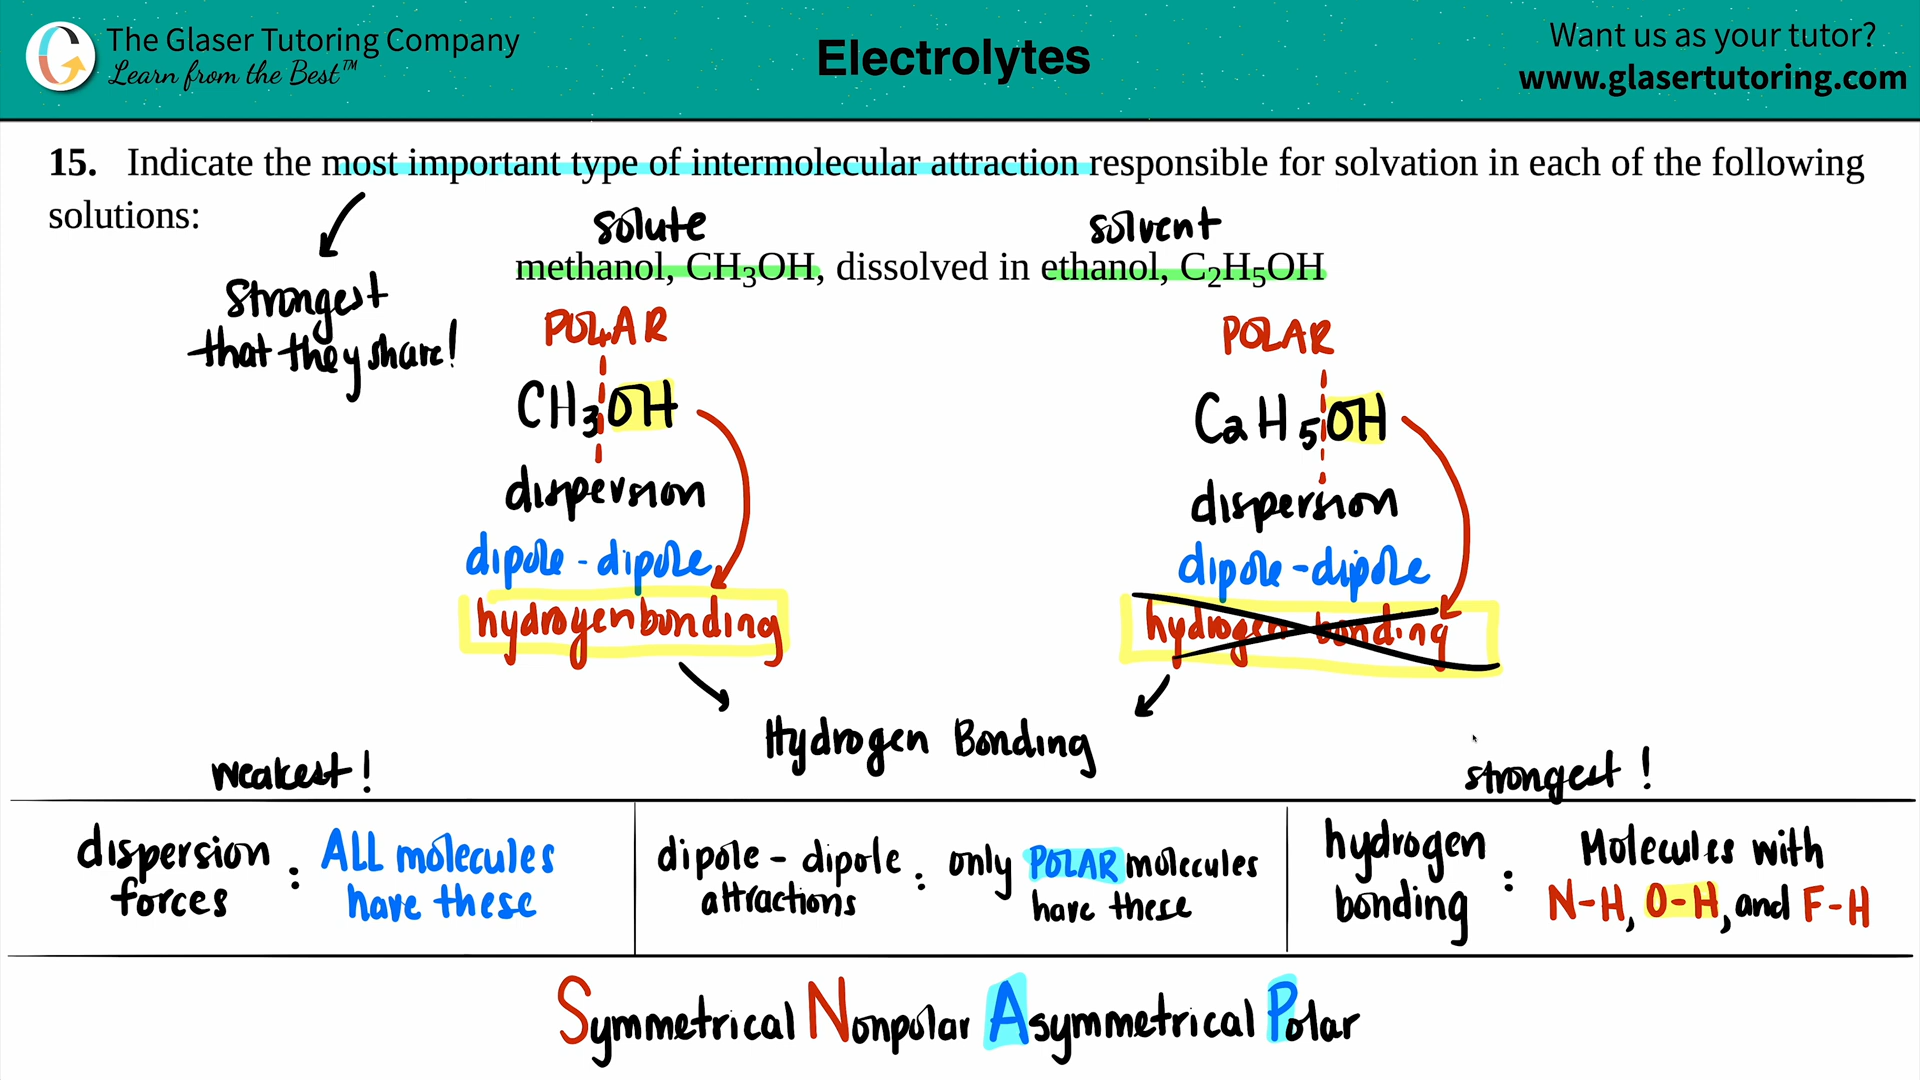 The Glaser Tutoring Company
Learn from the Best™
Electrolytes
Want us as your tutor?
www.glasertutoring.com
15. Indicate the most important type of intermolecular attraction responsible for solvation in each of the following
solutions:
solute
solvent
methanol, CH₃OH, dissolved in ethanol, C₂H₅OH
Strongest
that they share!
POLAR
CH₃OH
dispersion
dipole-dipole
hydrogen bonding
POLAR
C₂H₅OH
dispersion
dipole-dipole
hydrogen bonding
Hydrogen Bonding
weakest!
strongest!
dispersion
forces
: ALL molecules
have these
dipole-dipole
attractions
: only POLAR molecules
have these
hydrogen
bonding
: Molecules with
N-H, O-H, and F-H
Symmetrical Nonpolar Asymmetrical Polar